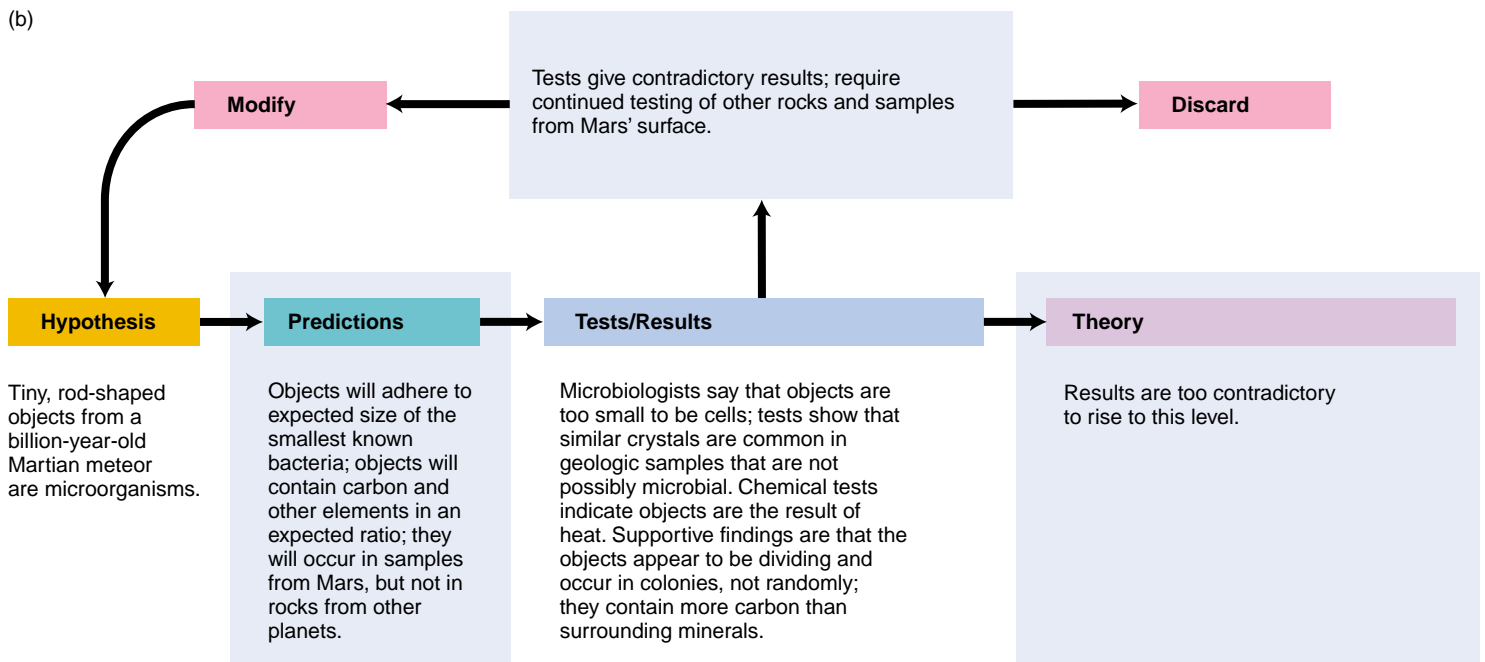 (b)
Tests give contradictory results; require
continued testing of other rocks and samples
from Mars’ surface.
Modify
Discard
Hypothesis
Predictions
Tests/Results
Theory
Tiny, rod-shaped
objects from a
billion-year-old
Martian meteor
are microorganisms.
Objects will adhere to
expected size of the
smallest known
bacteria; objects will
contain carbon and
other elements in an
expected ratio; they
will occur in samples
from Mars, but not in
rocks from other
planets.
Microbiologists say that objects are
too small to be cells; tests show that
similar crystals are common in
geologic samples that are not
possibly microbial. Chemical tests
indicate objects are the result of
heat. Supportive findings are that the
objects appear to be dividing and
occur in colonies, not randomly;
they contain more carbon than
surrounding minerals.
Results are too contradictory
to rise to this level.